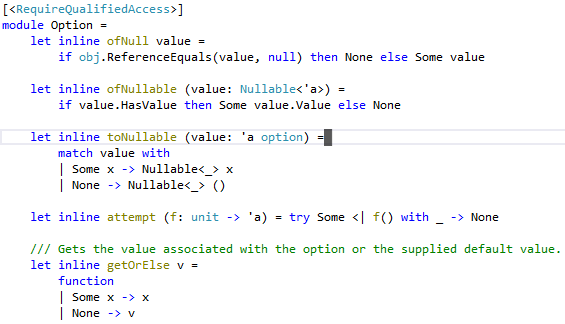 [<RequireQualifiedAccess>]
module Option =
    let inline ofNull value =
        if obj.ReferenceEquals(value, null) then None else Some value

    let inline ofNullable (value: Nullable<'a>) =
        if value.HasValue then Some value.Value else None

    let inline toNullable (value: 'a option) =
        match value with
        | Some x -> Nullable<_> x
        | None -> Nullable<_> ()

    let inline attempt (f: unit -> 'a) = try Some <| f() with _ -> None

    /// Gets the value associated with the option or the supplied default value.
    let inline getOrElse v =
        function
        | Some x -> x
        | None -> v